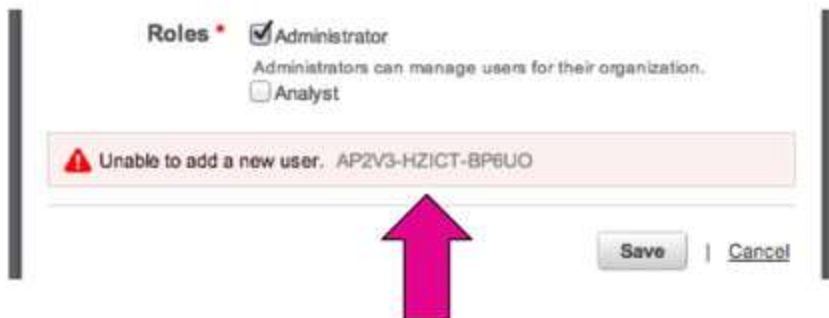 Roles *
Administrator
Administrators can manage users for their organization.
Analyst
Unable to add a new user. AP2V3-HZICT-BP6UO
Save | Cancel